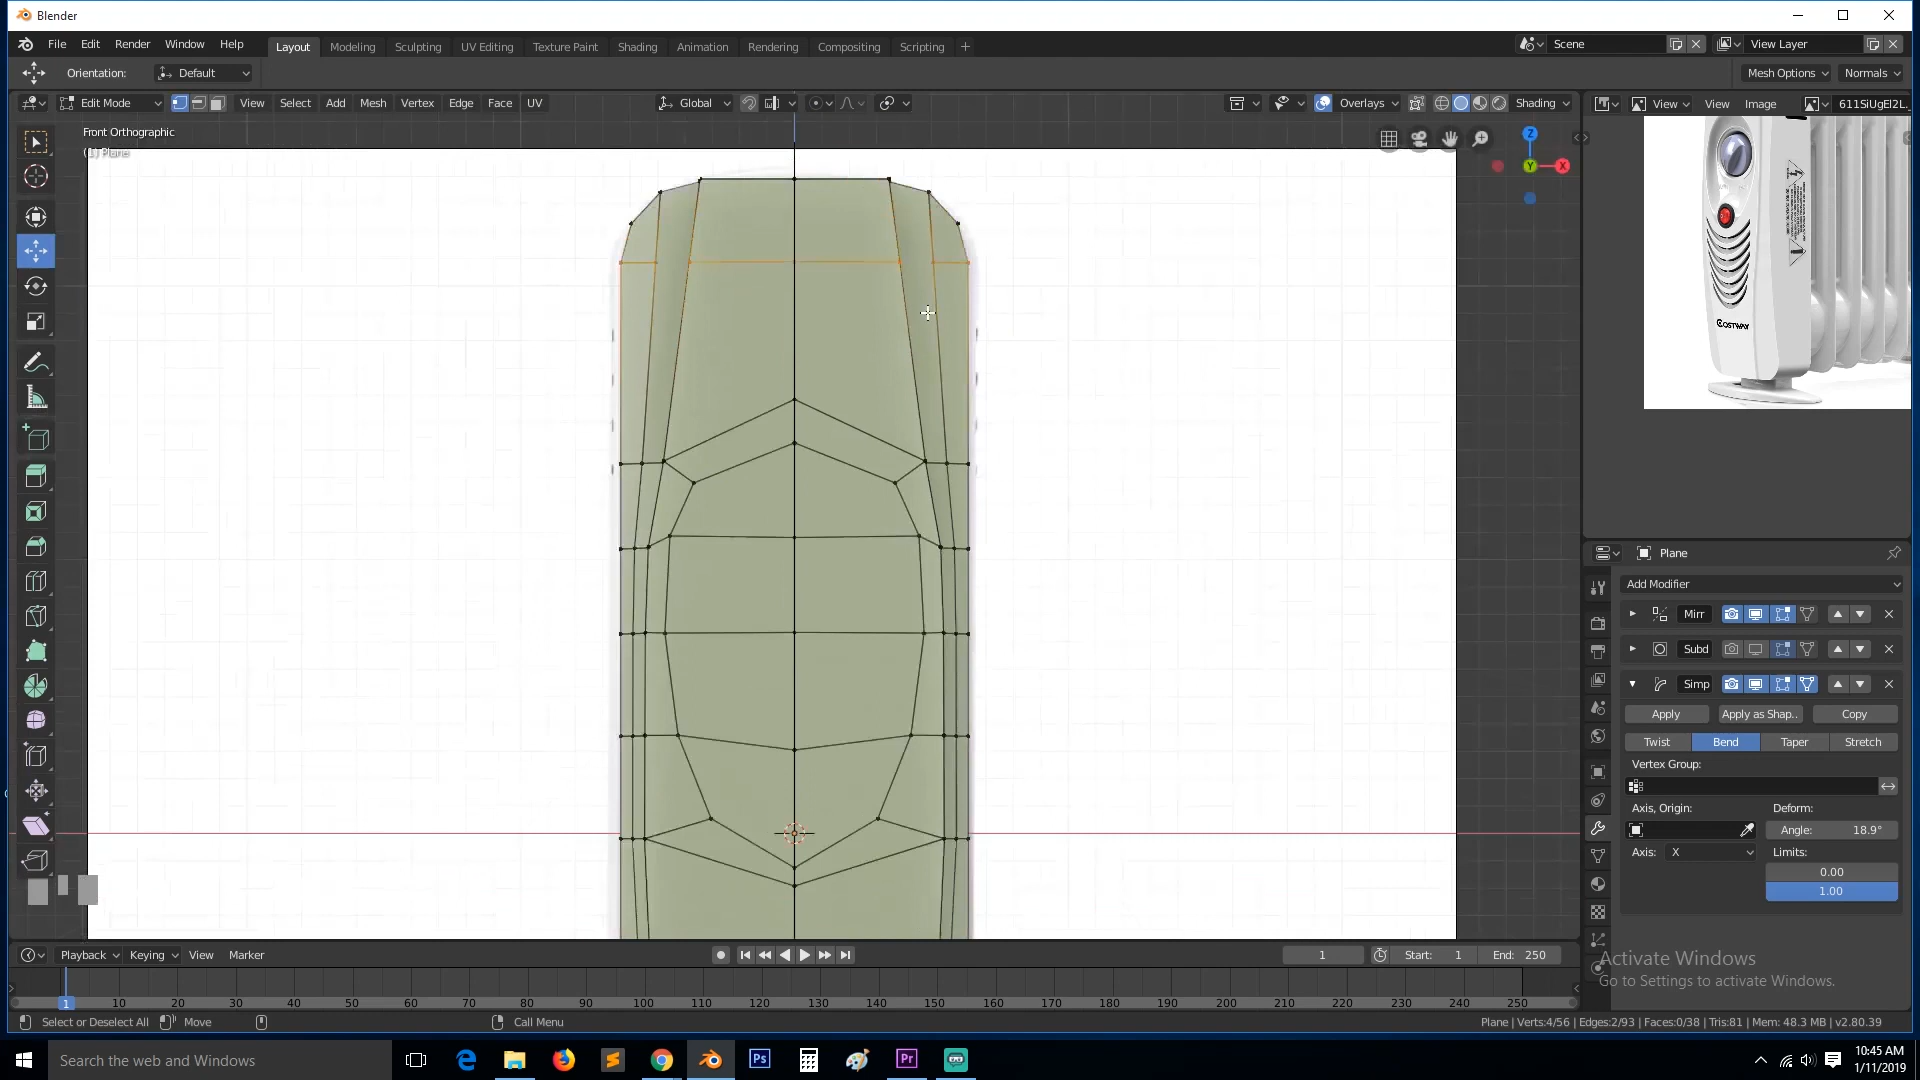 Blender
File Edit Render Window Help Layout Modeling Sculpting UV Editing Texture Paint Shading Animation Rendering Compositing Scripting + Scene View Layer
Orientation: Default Mesh Options Normals
Edit Mode View Select Add Mesh Vertex Edge Face UV Global Overlays Shading View View Image 611SiUgEl2L.
Front Orthographic
(1) Plane
Z
Y X
COSTWAY
Plane
Add Modifier
Mirr
Subd
Simp
Apply Apply as Shap.. Copy
Twist Bend Taper Stretch
Vertex Group:
Axis, Origin: Deform:
Angle: 18.9°
Axis: X Limits:
0.00
1.00
Playback Keying View Marker 1 Start: 1 End: 250
Activate Windows
Go to Settings to activate Windows.
1 10 20 30 40 50 60 70 80 90 100 110 120 130 140 150 160 170 180 190 200 210 220 230 240 250
Select or Deselect All Move Call Menu Plane | Verts:4/56 | Edges:2/93 | Faces:0/38 | Tris:81 | Mem: 48.3 MB | v2.80.39
Search the web and Windows Ps Pr 10:45 AM
1/11/2019